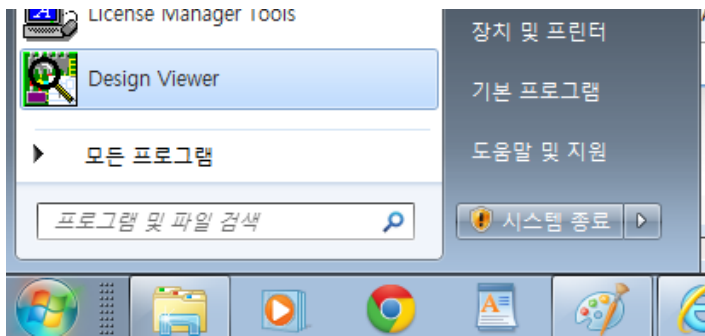 License Manager Tools
Design Viewer
모든 프로그램
프로그램 및 파일 검색
장치 및 프린터
기본 프로그램
도움말 및 지원
시스템 종료